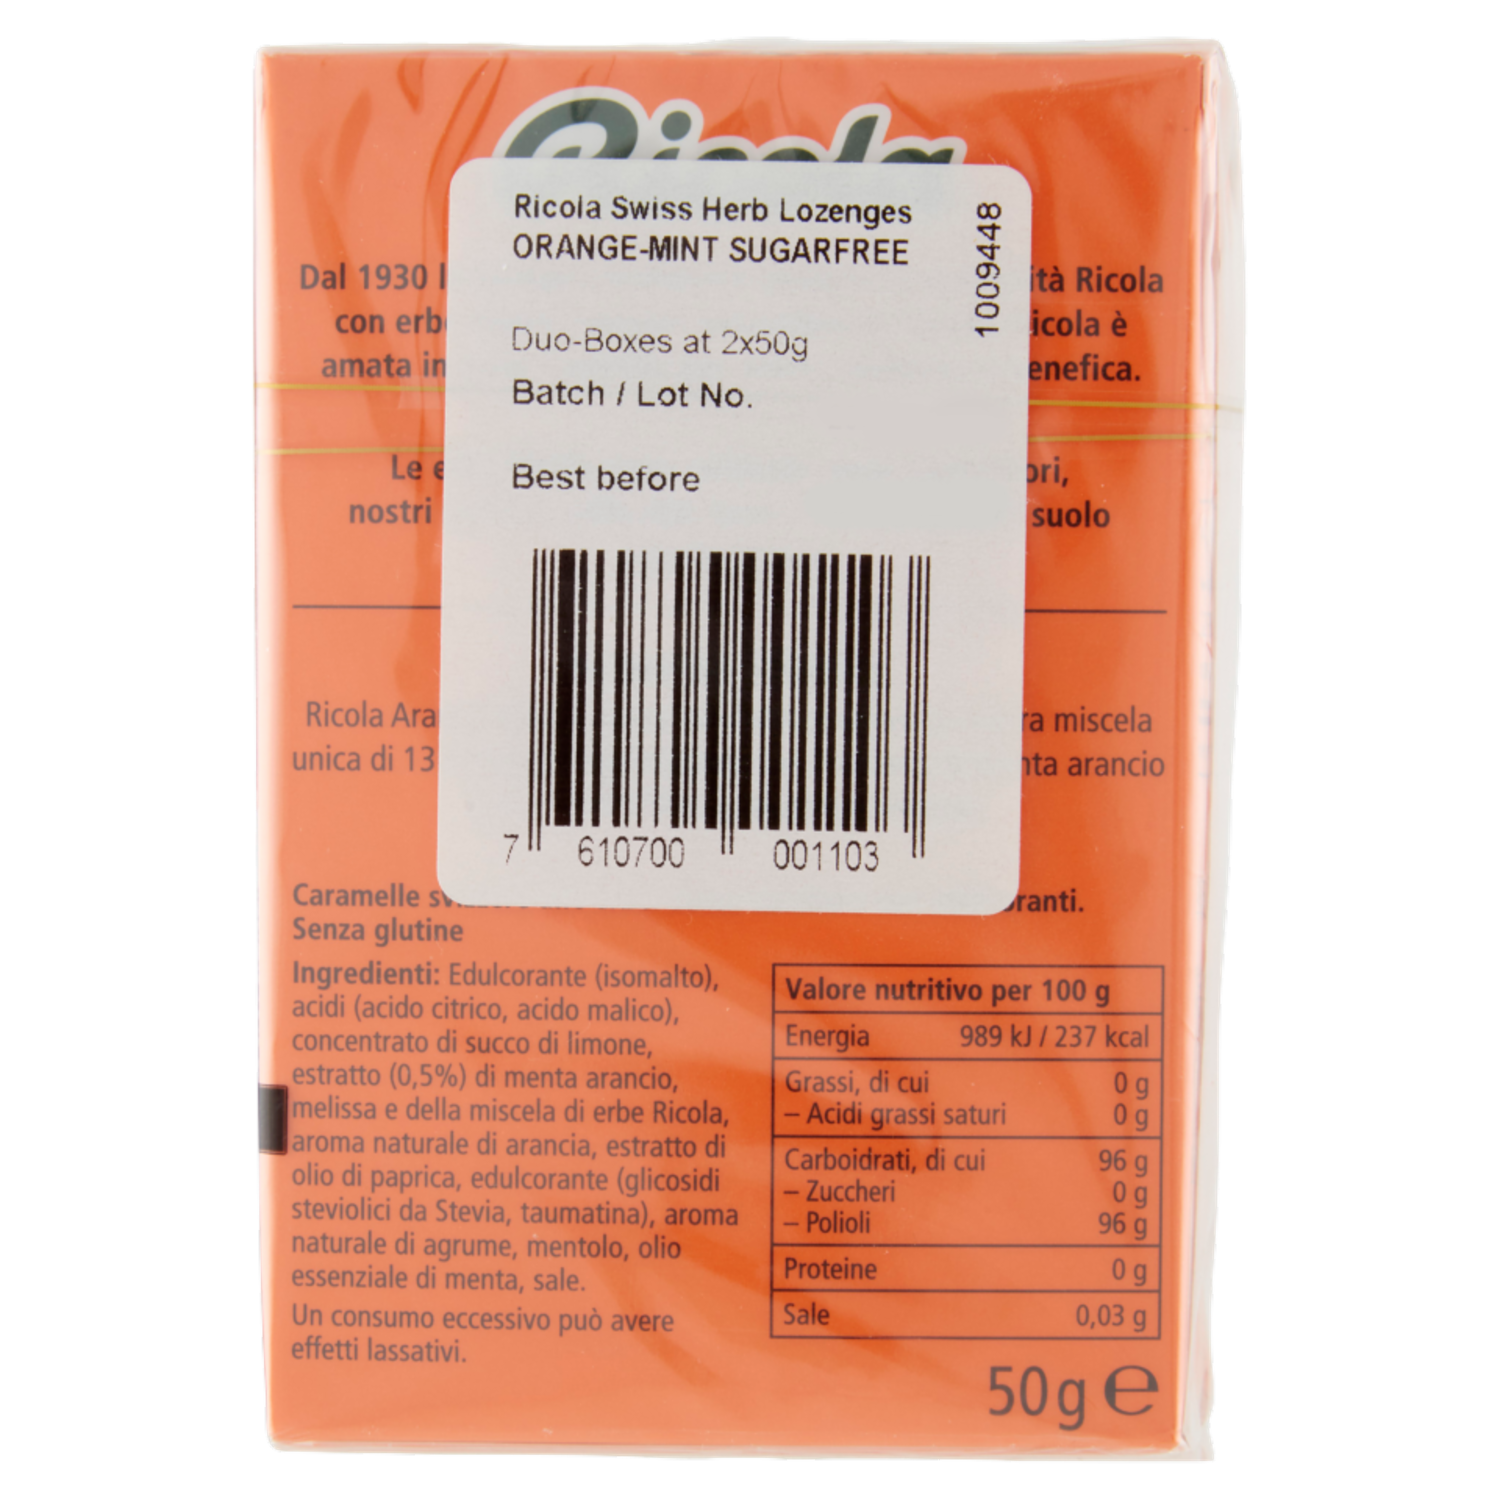 Ricola
Ricola Swiss Herb Lozenges
ORANGE-MINT SUGARFREE
1009448
Duo-Boxes at 2x50g
Batch / Lot No.
Best before
7 610700 001103
Dal 1930 ità Ricola
con erb icola è
amata in enefica.
Le ori,
nostri suolo
Ricola Ara ra miscela
unica di 13 nta arancio
Caramelle ranti.
Senza glutine
Ingredienti: Edulcorante (isomalto),
acidi (acido citrico, acido malico),
concentrato di succo di limone,
estratto (0,5%) di menta arancio,
melissa e della miscela di erbe Ricola,
aroma naturale di arancia, estratto di
olio di paprica, edulcorante (glicosidi
steviolici da Stevia, taumatina), aroma
naturale di agrume, mentolo, olio
essenziale di menta, sale.
Un consumo eccessivo può avere
effetti lassativi.
Valore nutritivo per 100 g
Energia 989 kJ / 237 kcal
Grassi, di cui 0 g
– Acidi grassi saturi 0 g
Carboidrati, di cui 96 g
– Zuccheri 0 g
– Polioli 96 g
Proteine 0 g
Sale 0,03 g
50 g e